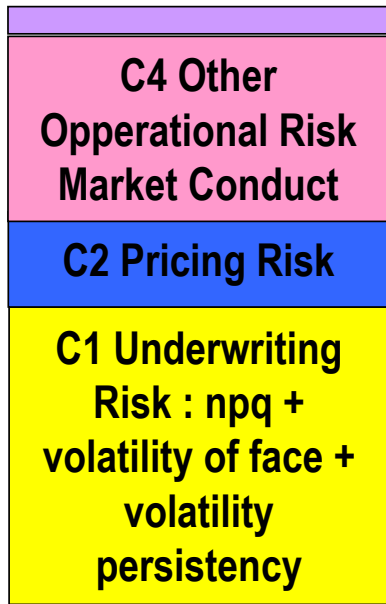 C4 Other
Opperational Risk
Market Conduct
C2 Pricing Risk
C1 Underwriting
Risk : npq +
volatility of face +
volatility
persistency